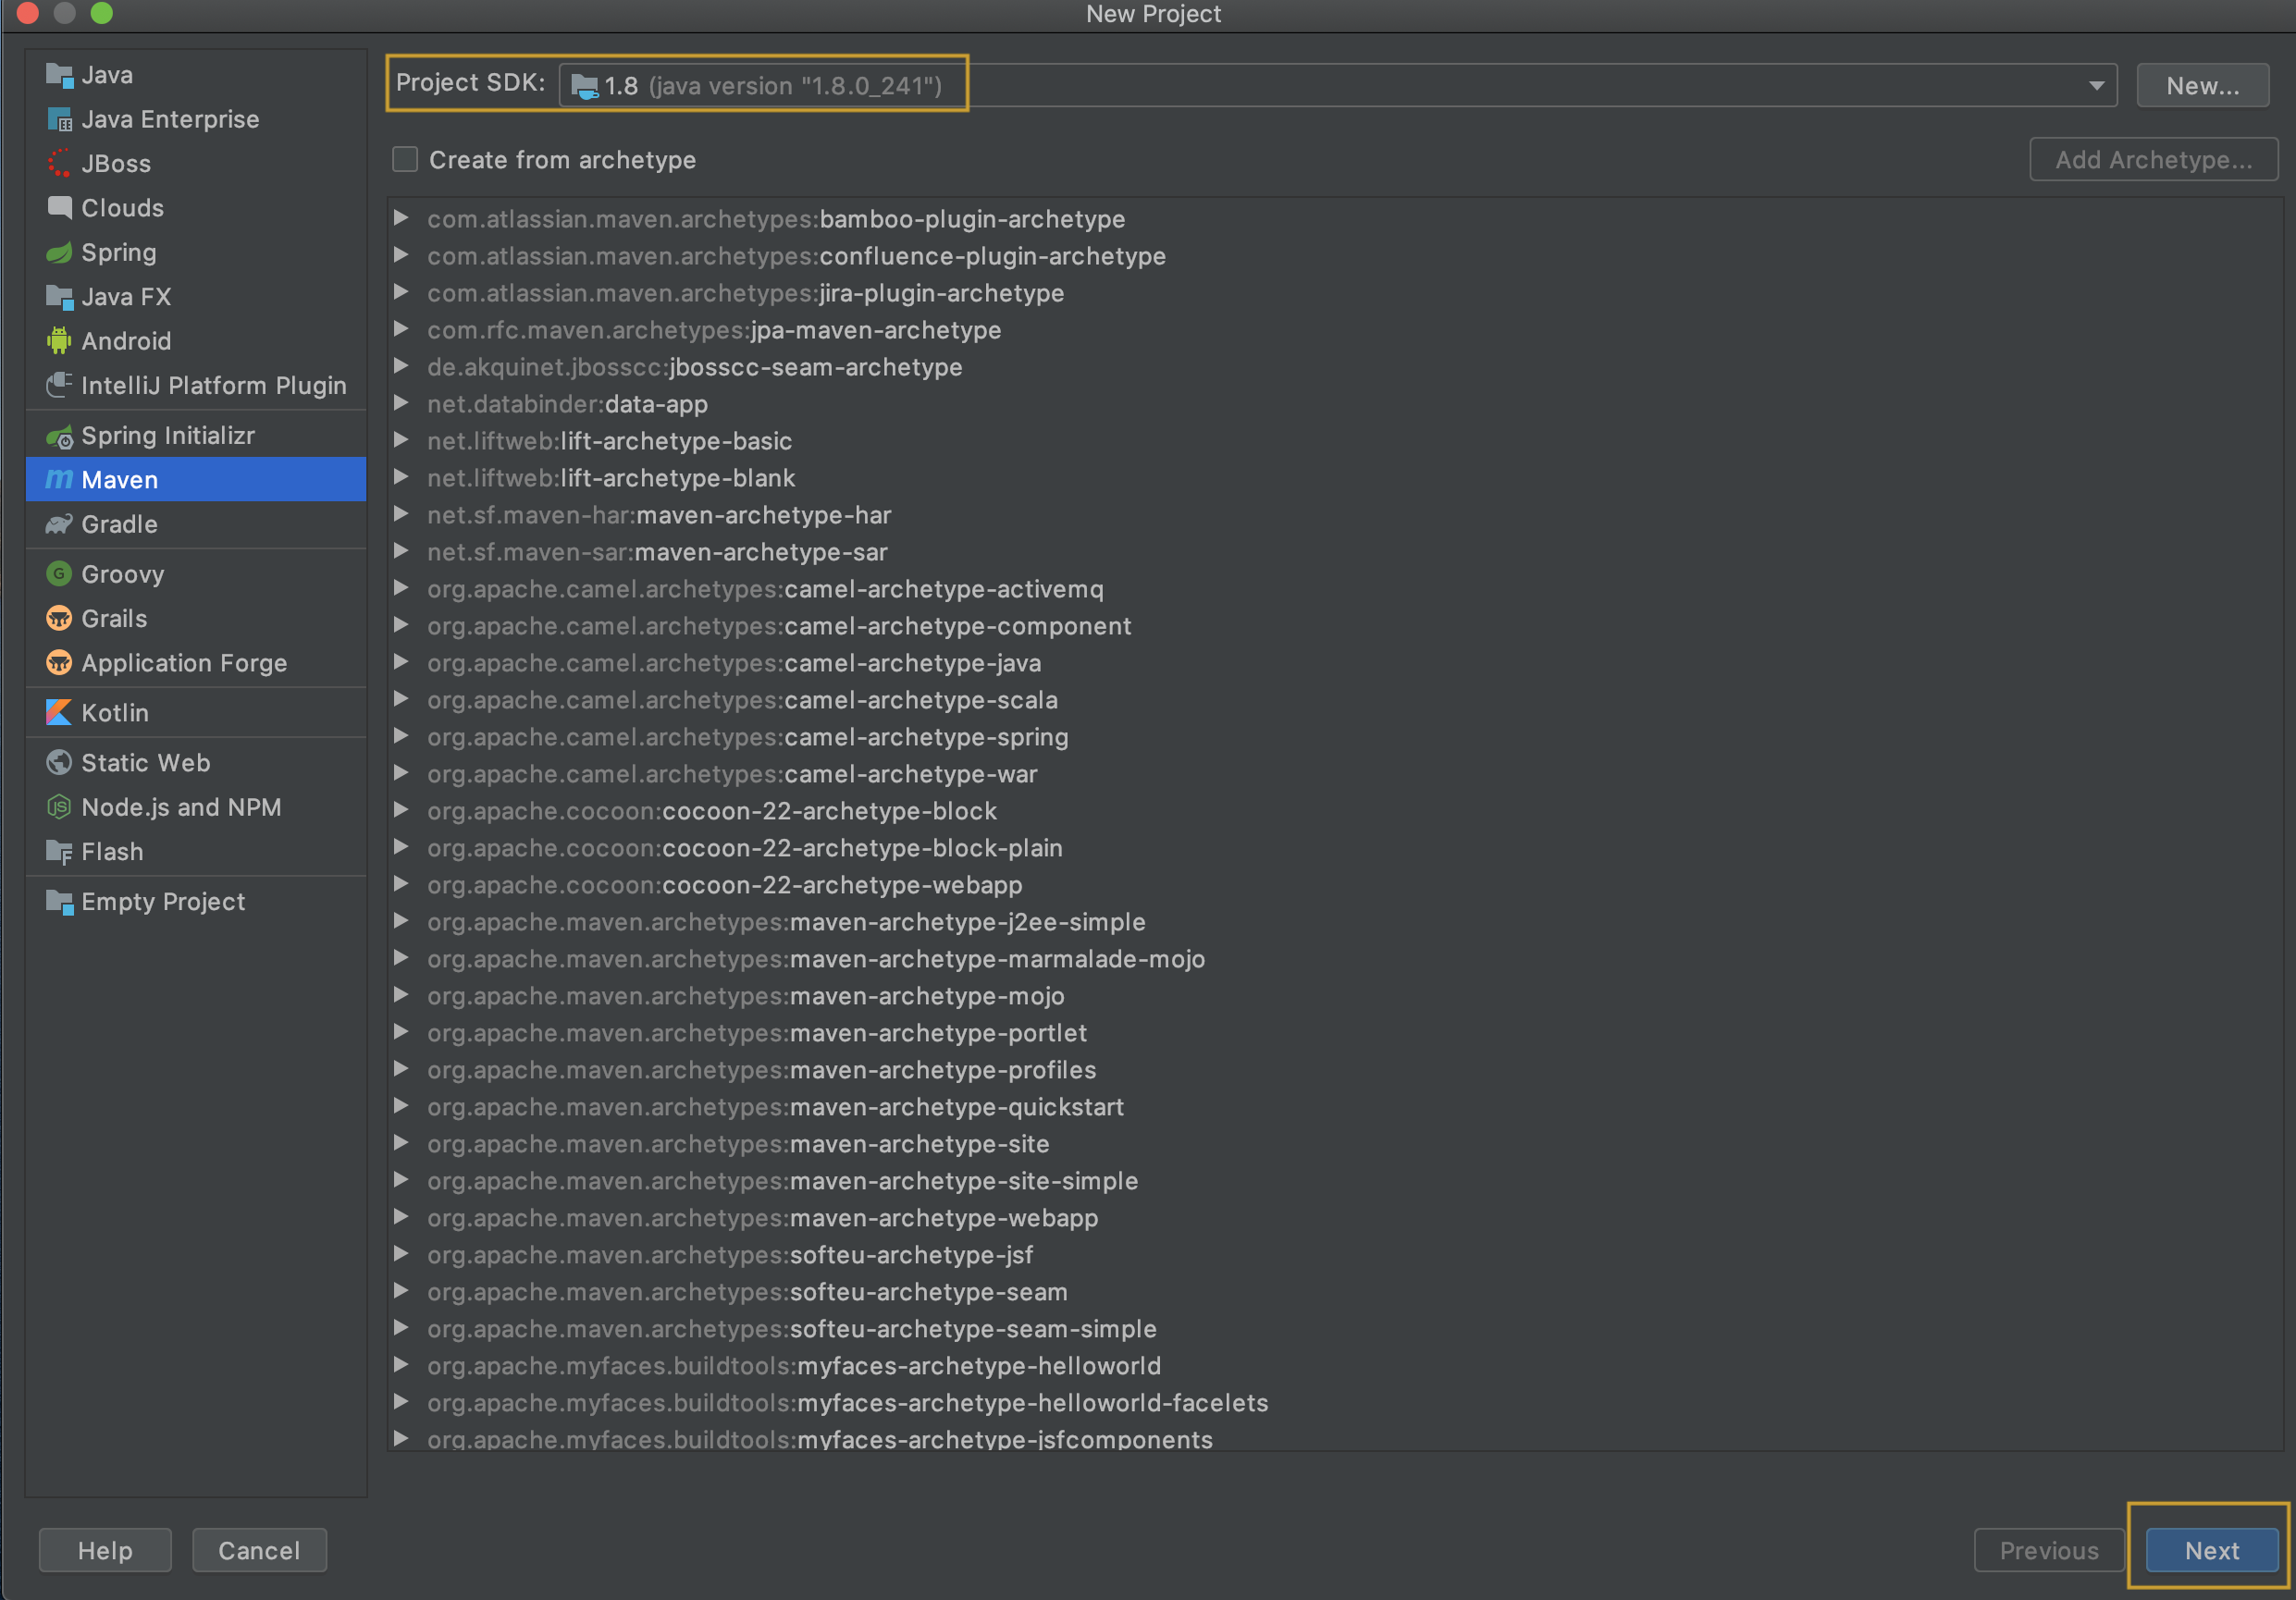 New Project
Java
Java Enterprise
JBoss
Clouds
Spring
Java FX
Android
IntelliJ Platform Plugin
Spring Initializr
Maven
Gradle
Groovy
Grails
Application Forge
Kotlin
Static Web
Node.js and NPM
Flash
Empty Project
Project SDK: 1.8 (java version "1.8.0_241") New...
Create from archetype Add Archetype...
com.atlassian.maven.archetypes:bamboo-plugin-archetype
com.atlassian.maven.archetypes:confluence-plugin-archetype
com.atlassian.maven.archetypes:jira-plugin-archetype
com.rfc.maven.archetypes:jpa-maven-archetype
de.akquinet.jbosscc:jbosscc-seam-archetype
net.databinder:data-app
net.liftweb:lift-archetype-basic
net.liftweb:lift-archetype-blank
net.sf.maven-har:maven-archetype-har
net.sf.maven-sar:maven-archetype-sar
org.apache.camel.archetypes:camel-archetype-activemq
org.apache.camel.archetypes:camel-archetype-component
org.apache.camel.archetypes:camel-archetype-java
org.apache.camel.archetypes:camel-archetype-scala
org.apache.camel.archetypes:camel-archetype-spring
org.apache.camel.archetypes:camel-archetype-war
org.apache.cocoon:cocoon-22-archetype-block
org.apache.cocoon:cocoon-22-archetype-block-plain
org.apache.cocoon:cocoon-22-archetype-webapp
org.apache.maven.archetypes:maven-archetype-j2ee-simple
org.apache.maven.archetypes:maven-archetype-marmalade-mojo
org.apache.maven.archetypes:maven-archetype-mojo
org.apache.maven.archetypes:maven-archetype-portlet
org.apache.maven.archetypes:maven-archetype-profiles
org.apache.maven.archetypes:maven-archetype-quickstart
org.apache.maven.archetypes:maven-archetype-site
org.apache.maven.archetypes:maven-archetype-site-simple
org.apache.maven.archetypes:maven-archetype-webapp
org.apache.maven.archetypes:softeu-archetype-jsf
org.apache.maven.archetypes:softeu-archetype-seam
org.apache.maven.archetypes:softeu-archetype-seam-simple
org.apache.myfaces.buildtools:myfaces-archetype-helloworld
org.apache.myfaces.buildtools:myfaces-archetype-helloworld-facelets
org.apache.myfaces.buildtools:myfaces-archetype-jsfcomponents
Help Cancel Previous Next